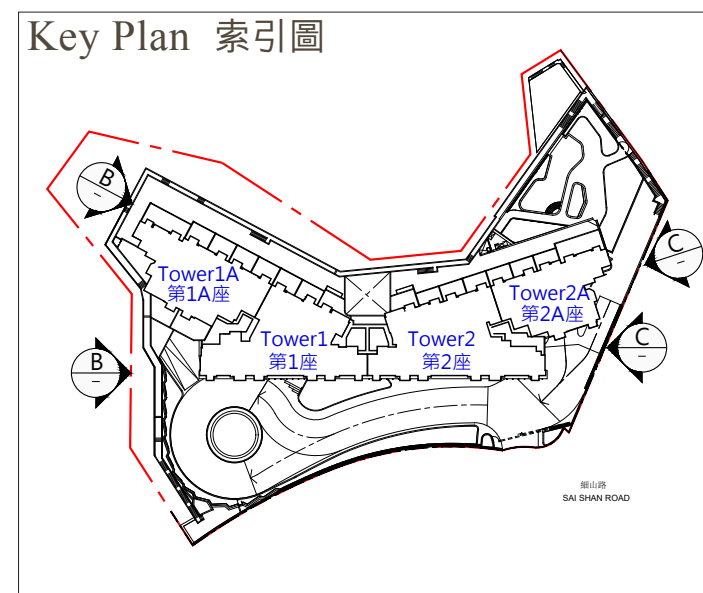 Key Plan 索引圖
B
–
C
–
Tower1A
第1A座
Tower2A
第2A座
Tower1
第1座
Tower2
第2座
B
–
C
–
細山路
SAI SHAN ROAD